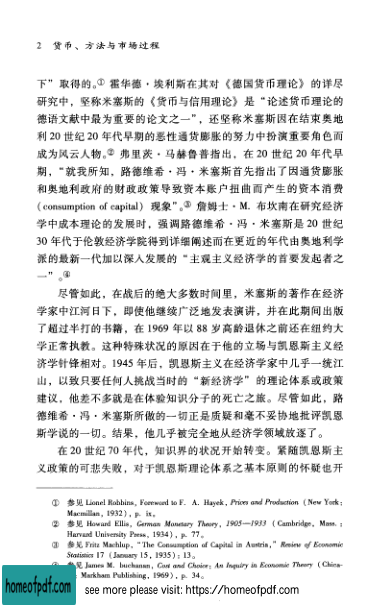 2 货币、方法与市场过程
下”取得的。① 霍华德·埃利斯在其对《德国货币理论》的详尽
研究中，坚称米塞斯的《货币与信用理论》是“论述货币理论的
德语文献中最为重要的论文之一”，还坚称米塞斯因在结束奥地
利 20 世纪 20 年代早期的恶性通货膨胀的努力中扮演重要角色而
成为风云人物。② 弗里茨·马赫鲁普指出，在 20 世纪 20 年代早
期，“就我所知，路德维希·冯·米塞斯首先指出了因通货膨胀
和奥地利政府的财政政策导致资本账户扭曲而产生的资本消费
(consumption of capital) 现象”。③ 詹姆士·M. 布坎南在研究经济
学中成本理论的发展时，强调路德维希·冯·米塞斯是 20 世纪
30 年代于伦敦经济学院得到详细阐述而在更近的年代由奥地利学
派的最新一代加以深入发展的“主观主义经济学的首要发起者之
一”。④
尽管如此，在战后的绝大多数时间里，米塞斯的著作在经济
学家中江河日下，即使他继续广泛地发表演讲，并在此期间出版
了超过半打的书籍，在 1969 年以 88 岁高龄退休之前还在纽约大
学正常执教。这种特殊状况的原因在于他的立场与凯恩斯主义经
济学针锋相对。1945 年后，凯恩斯主义在经济学家中几乎一统江
山，以致只要任何人挑战当时的“新经济学”的理论体系或政策
建议，他差不多就是在体验知识分子的死亡之旅。尽管如此，路
德维希·冯·米塞斯所做的一切正是质疑和毫不妥协地批评凯恩
斯学说的一切。结果，他几乎被完全地从经济学领域放逐了。
在 20 世纪 70 年代，知识界的状况开始转变。紧随凯恩斯主
义政策的可悲失败，对于凯恩斯理论体系之基本原则的怀疑也开
① 参见 Lionel Robbins, Foreword to F. A. Hayek, Prices and Production (New York:
Macmillan, 1932), p. ix。
② 参见 Howard Ellis, German Monetary Theory, 1905—1933 (Cambridge, Mass.:
Harvard University Press, 1934), p. 77。
③ 参见 Fritz Machlup, “The Consumption of Capital in Austria,” Review of Economic
Statistics 17 (January 15, 1935): 13。
④ 参见 James M. buchanan, Cost and Choice: An Inquiry in Economic Theory (Chica-
Markham Publishing, 1969), p. 34。
homeofpdf.com
see more please visit: https://homeofpdf.com